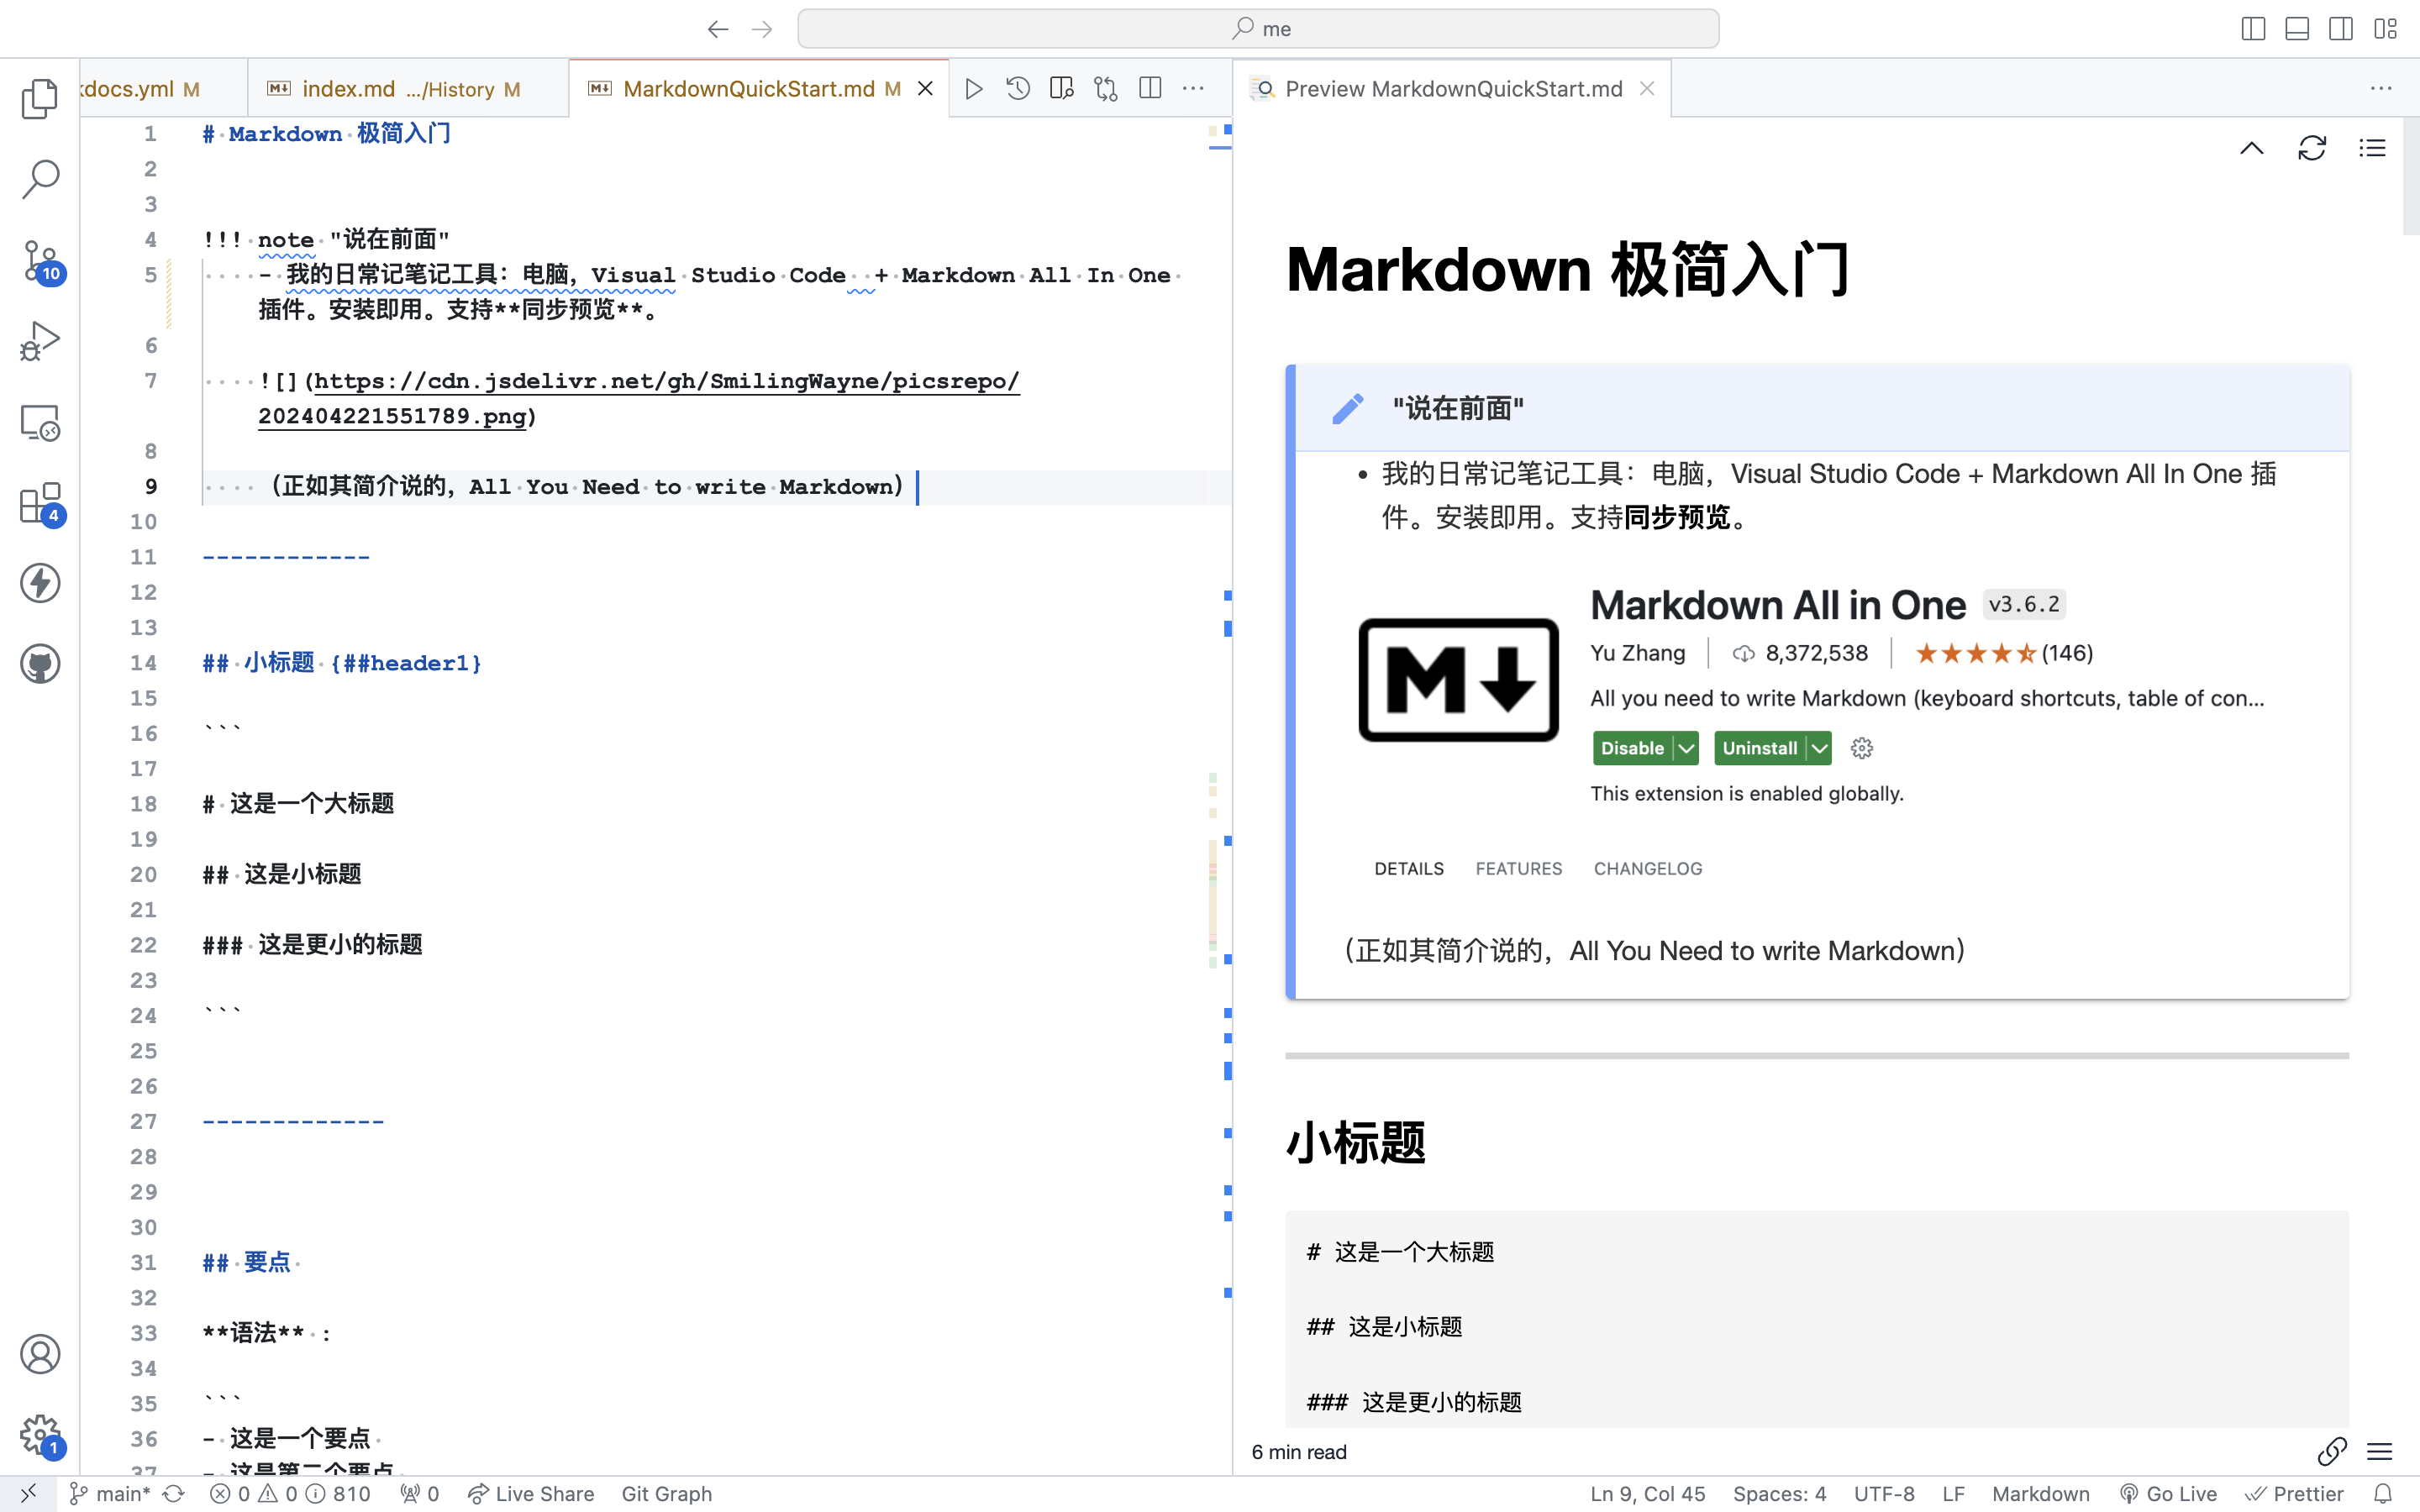 me
kdocs.yml M
index.md .../History M
MarkdownQuickStart.md M
Preview MarkdownQuickStart.md
1 # Markdown 极简入门
2
3
4 !!! note "说在前面"
5 - 我的日常记笔记工具：电脑，Visual Studio Code  + Markdown All In One
插件。安装即用。支持**同步预览**。
6
7 ![](https://cdn.jsdelivr.net/gh/SmilingWayne/picsrepo/
202404221551789.png)
8
9 （正如其简介说的，All You Need to write Markdown）
10
11 ------------
12
13
14 ## 小标题 {##header1}
15
16 ```
17
18 # 这是一个大标题
19
20 ## 这是小标题
21
22 ### 这是更小的标题
23
24 ```
25
26
27 -------------
28
29
30
31 ## 要点
32
33 **语法** :
34
35 ```
36 - 这是一个要点
37 - 这是第二个要点
10
4
1
Markdown 极简入门
"说在前面"
• 我的日常记笔记工具：电脑，Visual Studio Code + Markdown All In One 插
件。安装即用。支持同步预览。
Markdown All in One v3.6.2
Yu Zhang 8,372,538 ★★★★ (146)
All you need to write Markdown (keyboard shortcuts, table of con...
Disable Uninstall
This extension is enabled globally.
DETAILS FEATURES CHANGELOG
（正如其简介说的，All You Need to write Markdown）
小标题
# 这是一个大标题
## 这是小标题
### 这是更小的标题
6 min read
main* 0 0 810 0 Live Share Git Graph Ln 9, Col 45 Spaces: 4 UTF-8 LF Markdown Go Live Prettier